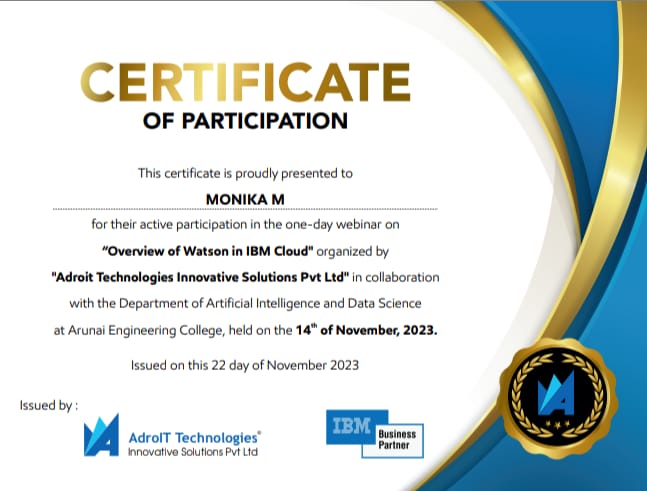 CERTIFICATE
OF PARTICIPATION
This certificate is proudly presented to
MONIKA M
for their active participation in the one-day webinar on
“Overview of Watson in IBM Cloud" organized by
"Adroit Technologies Innovative Solutions Pvt Ltd" in collaboration
with the Department of Artificial Intelligence and Data Science
at Arunai Engineering College, held on the 14th of November, 2023.
Issued on this 22 day of November 2023
Issued by :
AdroIT Technologies®
Innovative Solutions Pvt Ltd
IBM
Business
Partner